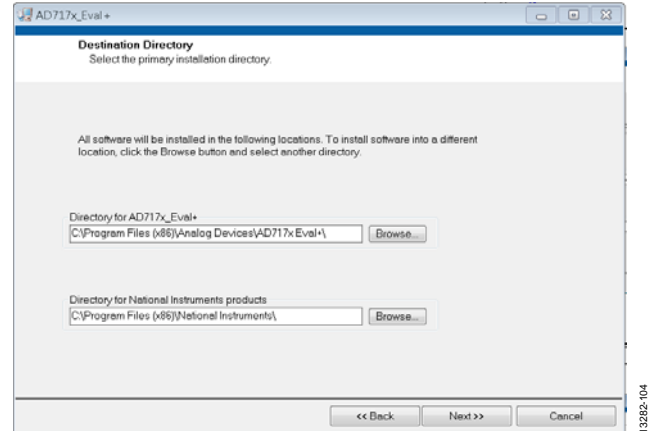 AD717x_Eval+
Destination Directory
Select the primary installation directory.
All software will be installed in the following locations. To install software into a different
location, click the Browse button and select another directory.
Directory for AD717x_Eval+
C:\Program Files (x86)\Analog Devices\AD717x Eval+\
Browse...
Directory for National Instruments products
C:\Program Files (x86)\National Instruments\
Browse...
<< Back
Next >>
Cancel
13282-104